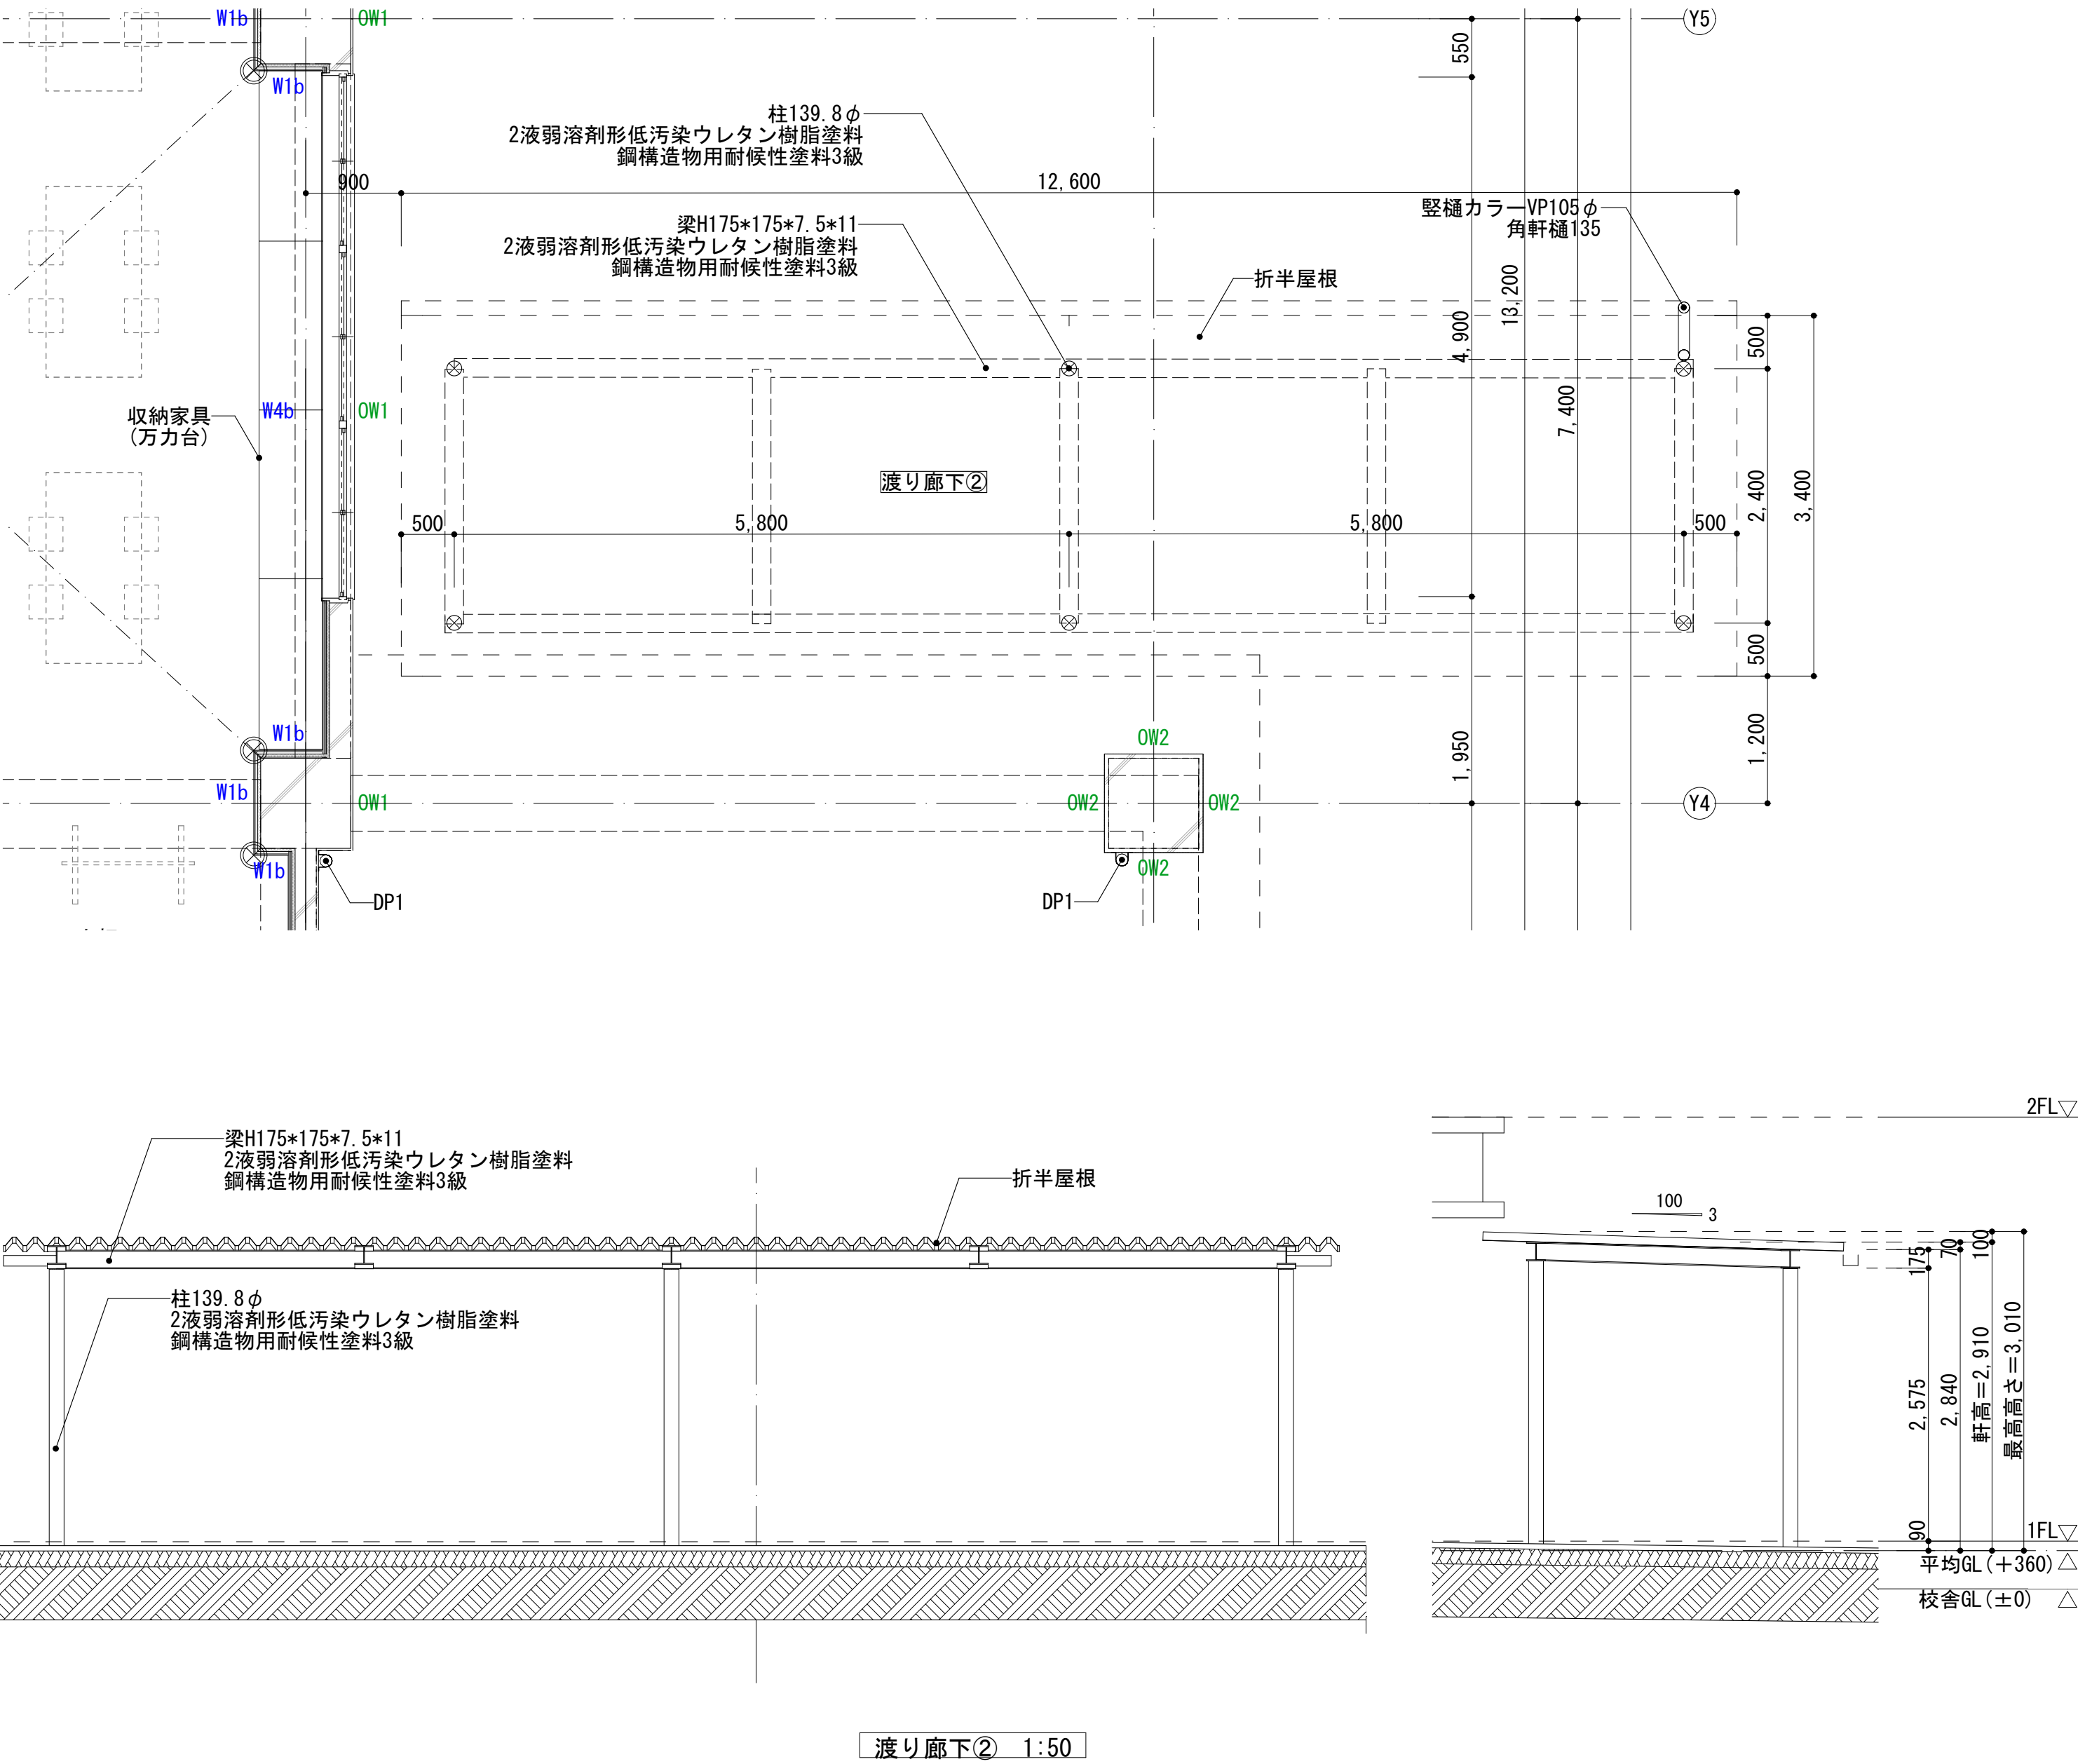 W1b
OW1
Y5
550
W1b
柱139.8φ
2液弱溶剤形低汚染ウレタン樹脂塗料
鋼構造物用耐候性塗料3級
900
12,600
梁H175*175*7.5*11
2液弱溶剤形低汚染ウレタン樹脂塗料
鋼構造物用耐候性塗料3級
竪樋カラーVP105φ
角軒樋135
折半屋根
13,200
4,900
500
7,400
収納家具
(万力台)
W4b
OW1
渡り廊下②
2,400
3,400
500
5,800
5,800
500
500
W1b
OW2
1,950
1,200
W1b
OW1
OW2
OW2
Y4
W1b
OW2
DP1
DP1
2FL▽
梁H175*175*7.5*11
2液弱溶剤形低汚染ウレタン樹脂塗料
鋼構造物用耐候性塗料3級
折半屋根
100
3
175
70
100
柱139.8φ
2液弱溶剤形低汚染ウレタン樹脂塗料
鋼構造物用耐候性塗料3級
2,575
2,840
軒高=2,910
最高高さ=3,010
90
1FL▽
平均GL(+360)△
校舎GL(±0) △
渡り廊下② 1:50